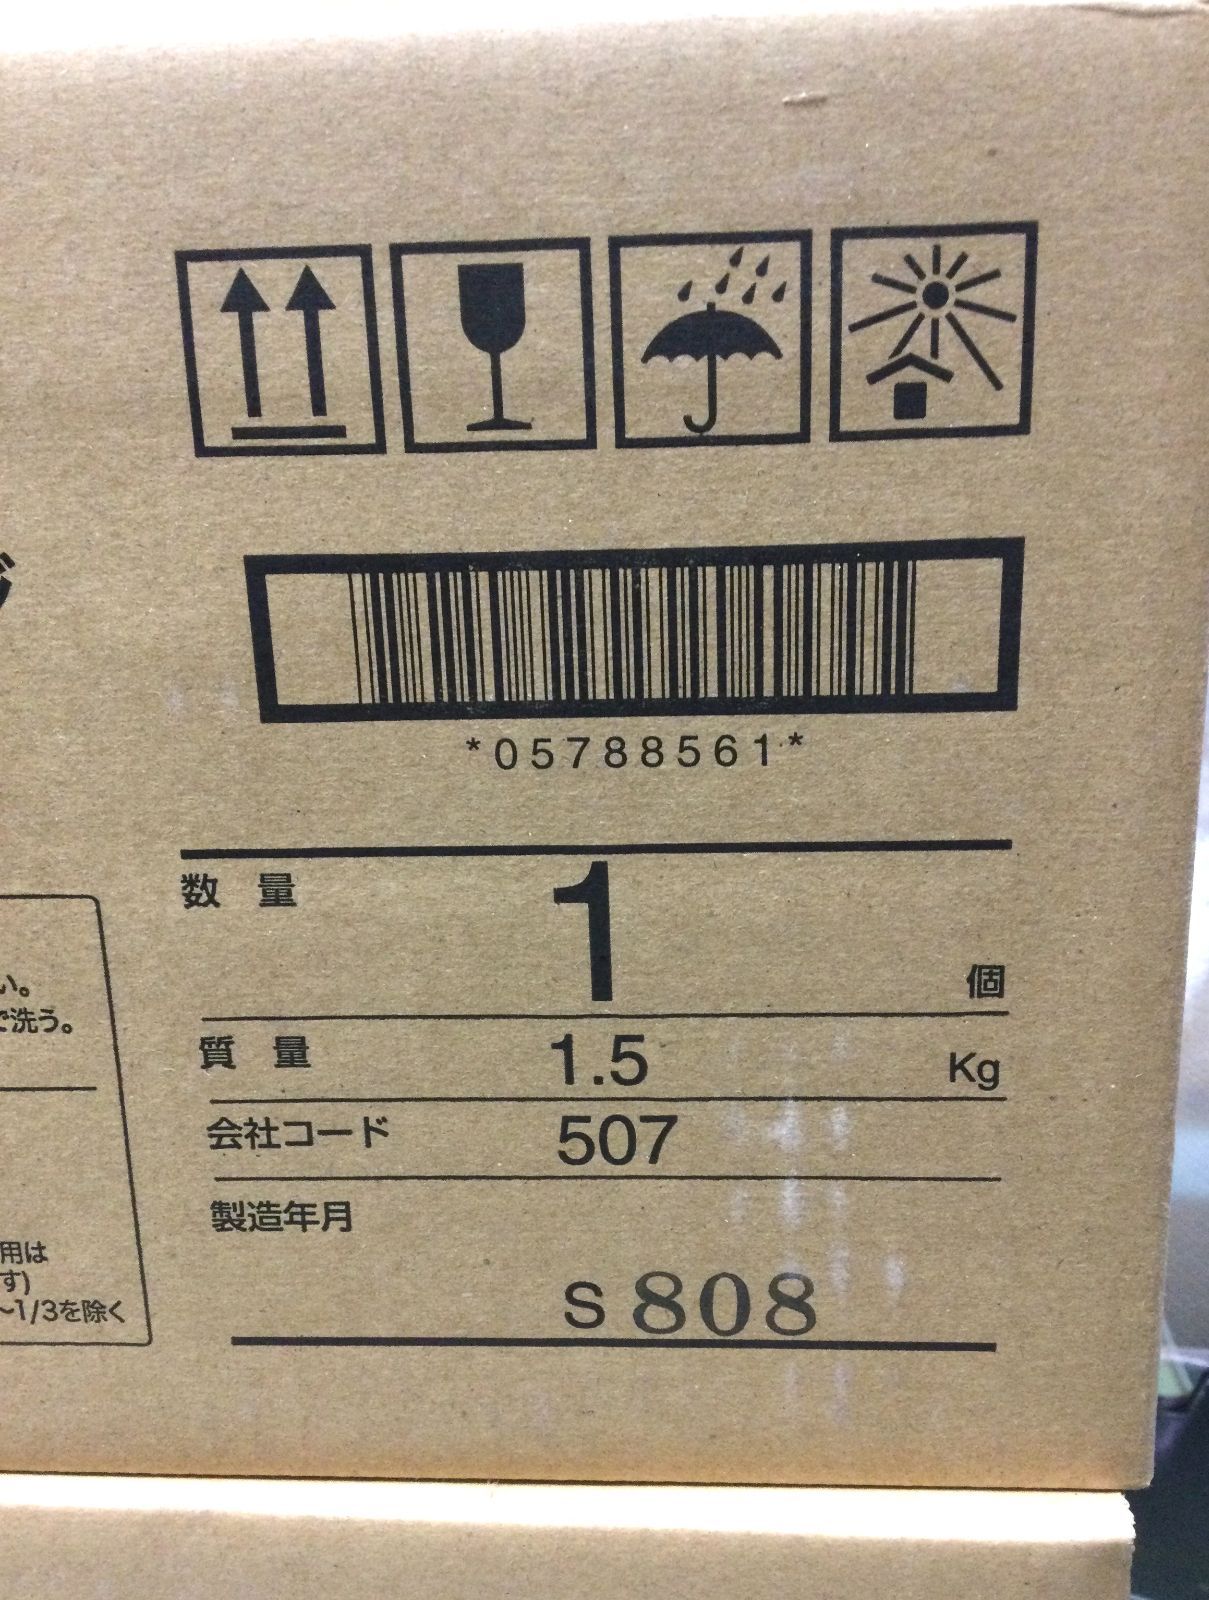 *05788561*
数 量 1 個
質 量 1.5 Kg
会社コード 507
製造年月
S 808
い。
で洗う。
用は
す)
~1/3を除く